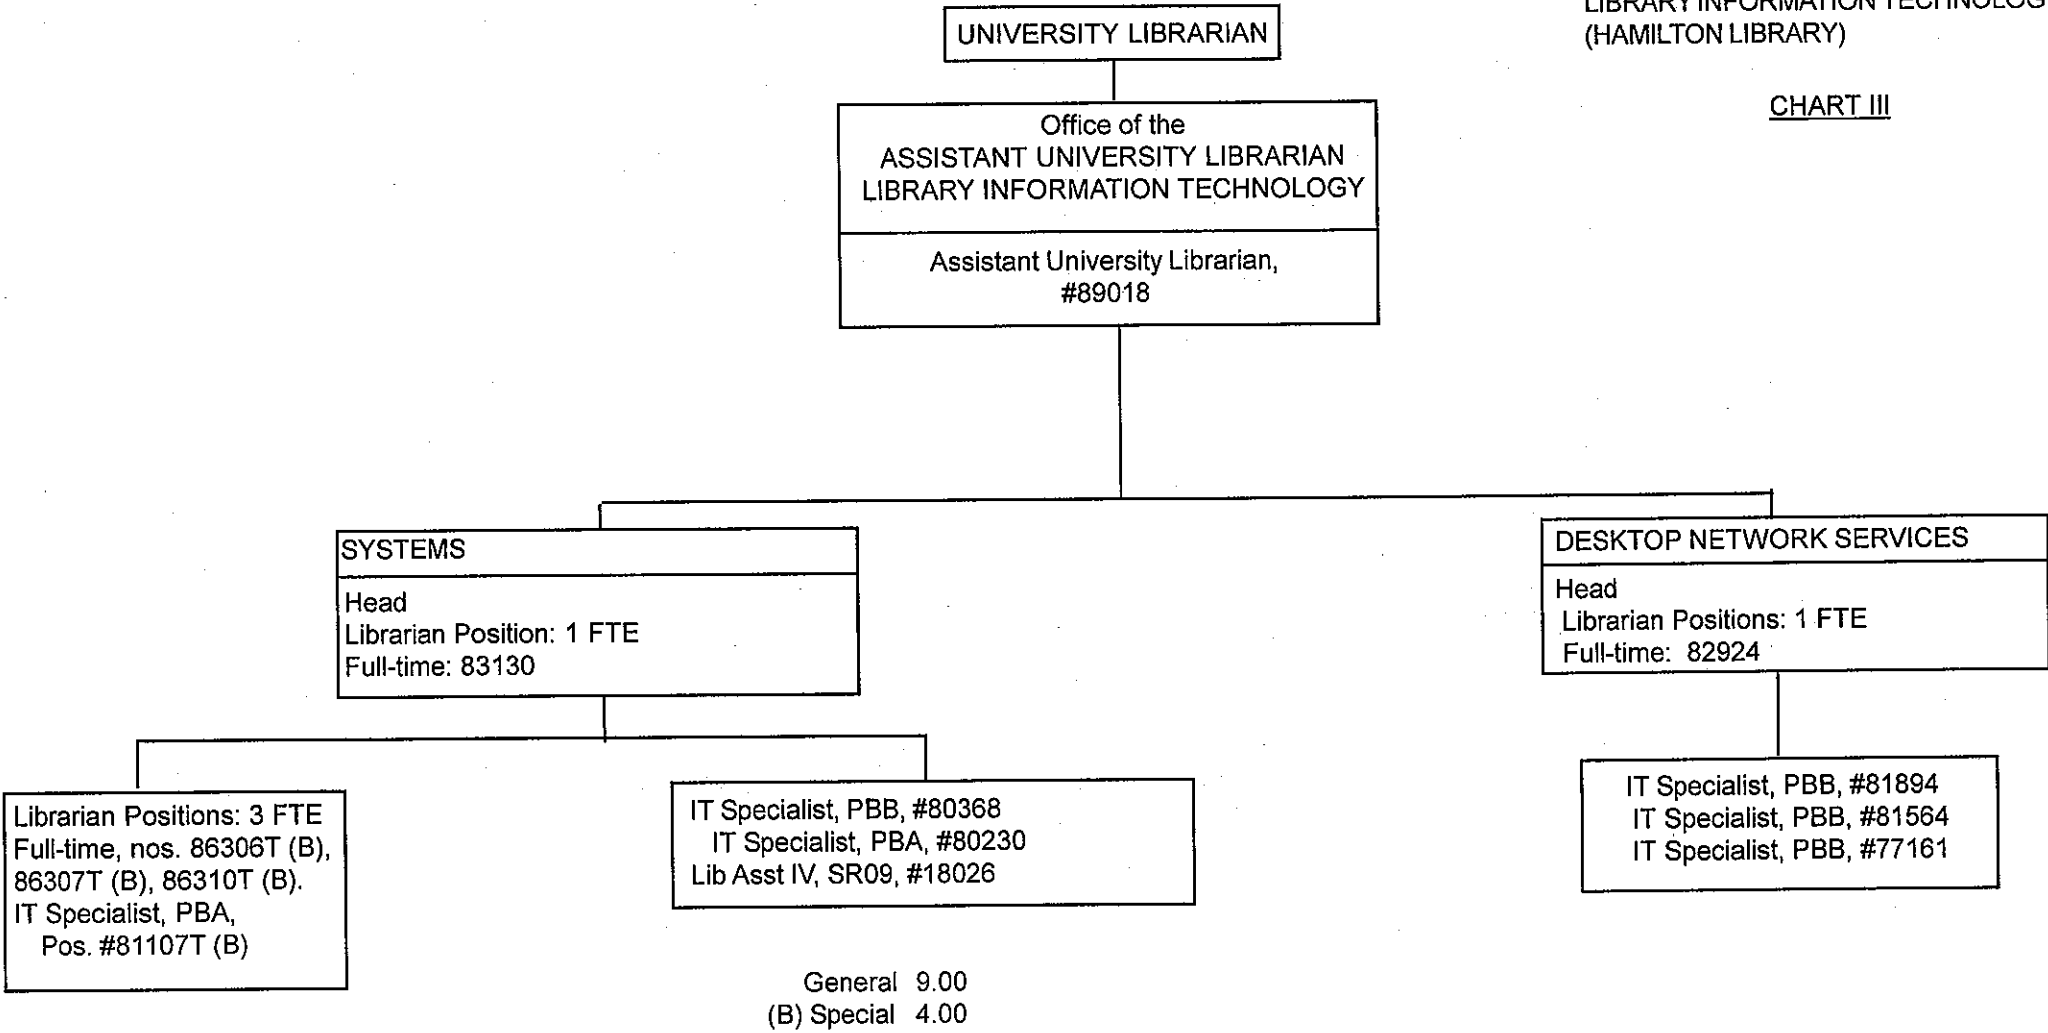 LIBRARY INFORMATION TECHNOLOG
(HAMILTON LIBRARY)
CHART III
UNIVERSITY LIBRARIAN
Office of the
ASSISTANT UNIVERSITY LIBRARIAN
LIBRARY INFORMATION TECHNOLOGY
Assistant University Librarian,
#89018
SYSTEMS
Head
Librarian Position: 1 FTE
Full-time: 83130
DESKTOP NETWORK SERVICES
Head
Librarian Positions: 1 FTE
Full-time: 82924
Librarian Positions: 3 FTE
Full-time, nos. 86306T (B),
86307T (B), 86310T (B).
IT Specialist, PBA,
Pos. #81107T (B)
IT Specialist, PBB, #80368
IT Specialist, PBA, #80230
Lib Asst IV, SR09, #18026
IT Specialist, PBB, #81894
IT Specialist, PBB, #81564
IT Specialist, PBB, #77161
General 9.00
(B) Special 4.00